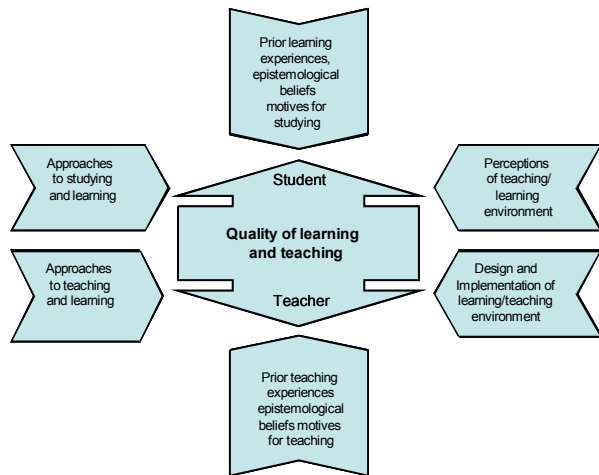 Prior learning
experiences,
epistemological
beliefs
motives for
studying
Approaches
to studying
and learning
Student
Perceptions
of teaching/
learning
environment
Quality of learning
and teaching
Approaches
to teaching
and learning
Teacher
Design and
Implementation of
learning/teaching
environment
Prior teaching
experiences
epistemological
beliefs motives
for teaching